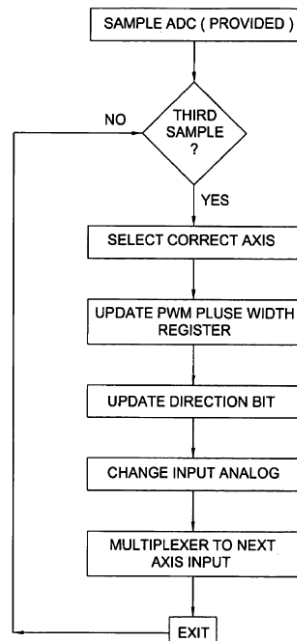 SAMPLE ADC ( PROVIDED )
NO
THIRD
SAMPLE
?
YES
SELECT CORRECT AXIS
UPDATE PWM PLUSE WIDTH
REGISTER
UPDATE DIRECTION BIT
CHANGE INPUT ANALOG
MULTIPLEXER TO NEXT
AXIS INPUT
EXIT